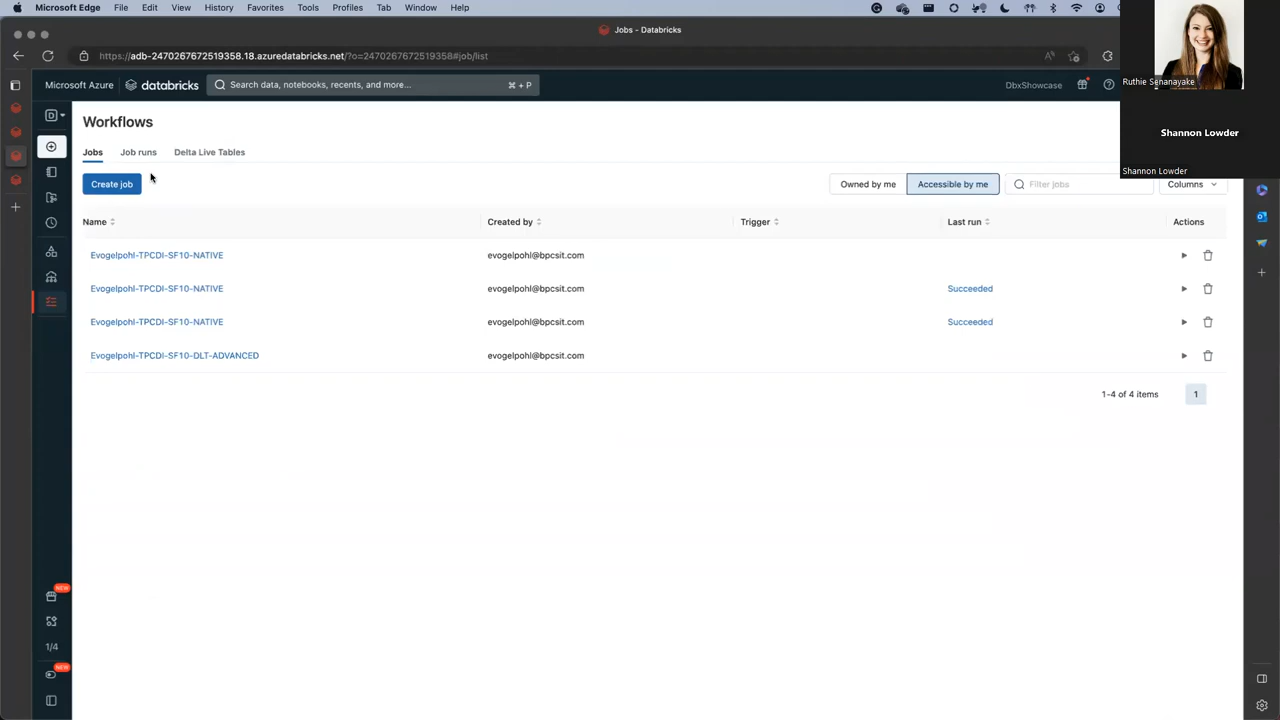 Microsoft Edge File Edit View History Favorites Tools Profiles Tab Window Help
Jobs - Databricks
https://adb-2470267672519358.18.azuredatabricks.net/?o=2470267672519358#job/list
Microsoft Azure databricks Search data, notebooks, recents, and more... ⌘ + P DbxShowcase
Ruthie Senanayake
Shannon Lowder
Shannon Lowder
Workflows
Jobs Job runs Delta Live Tables
Create job Owned by me Accessible by me Filter jobs Columns
Name Created by Trigger Last run Actions
Evogelpohl-TPCDI-SF10-NATIVE evogelpohl@bpcsit.com
Evogelpohl-TPCDI-SF10-NATIVE evogelpohl@bpcsit.com Succeeded
Evogelpohl-TPCDI-SF10-NATIVE evogelpohl@bpcsit.com Succeeded
Evogelpohl-TPCDI-SF10-DLT-ADVANCED evogelpohl@bpcsit.com
1-4 of 4 items 1
NEW
1/4
NEW